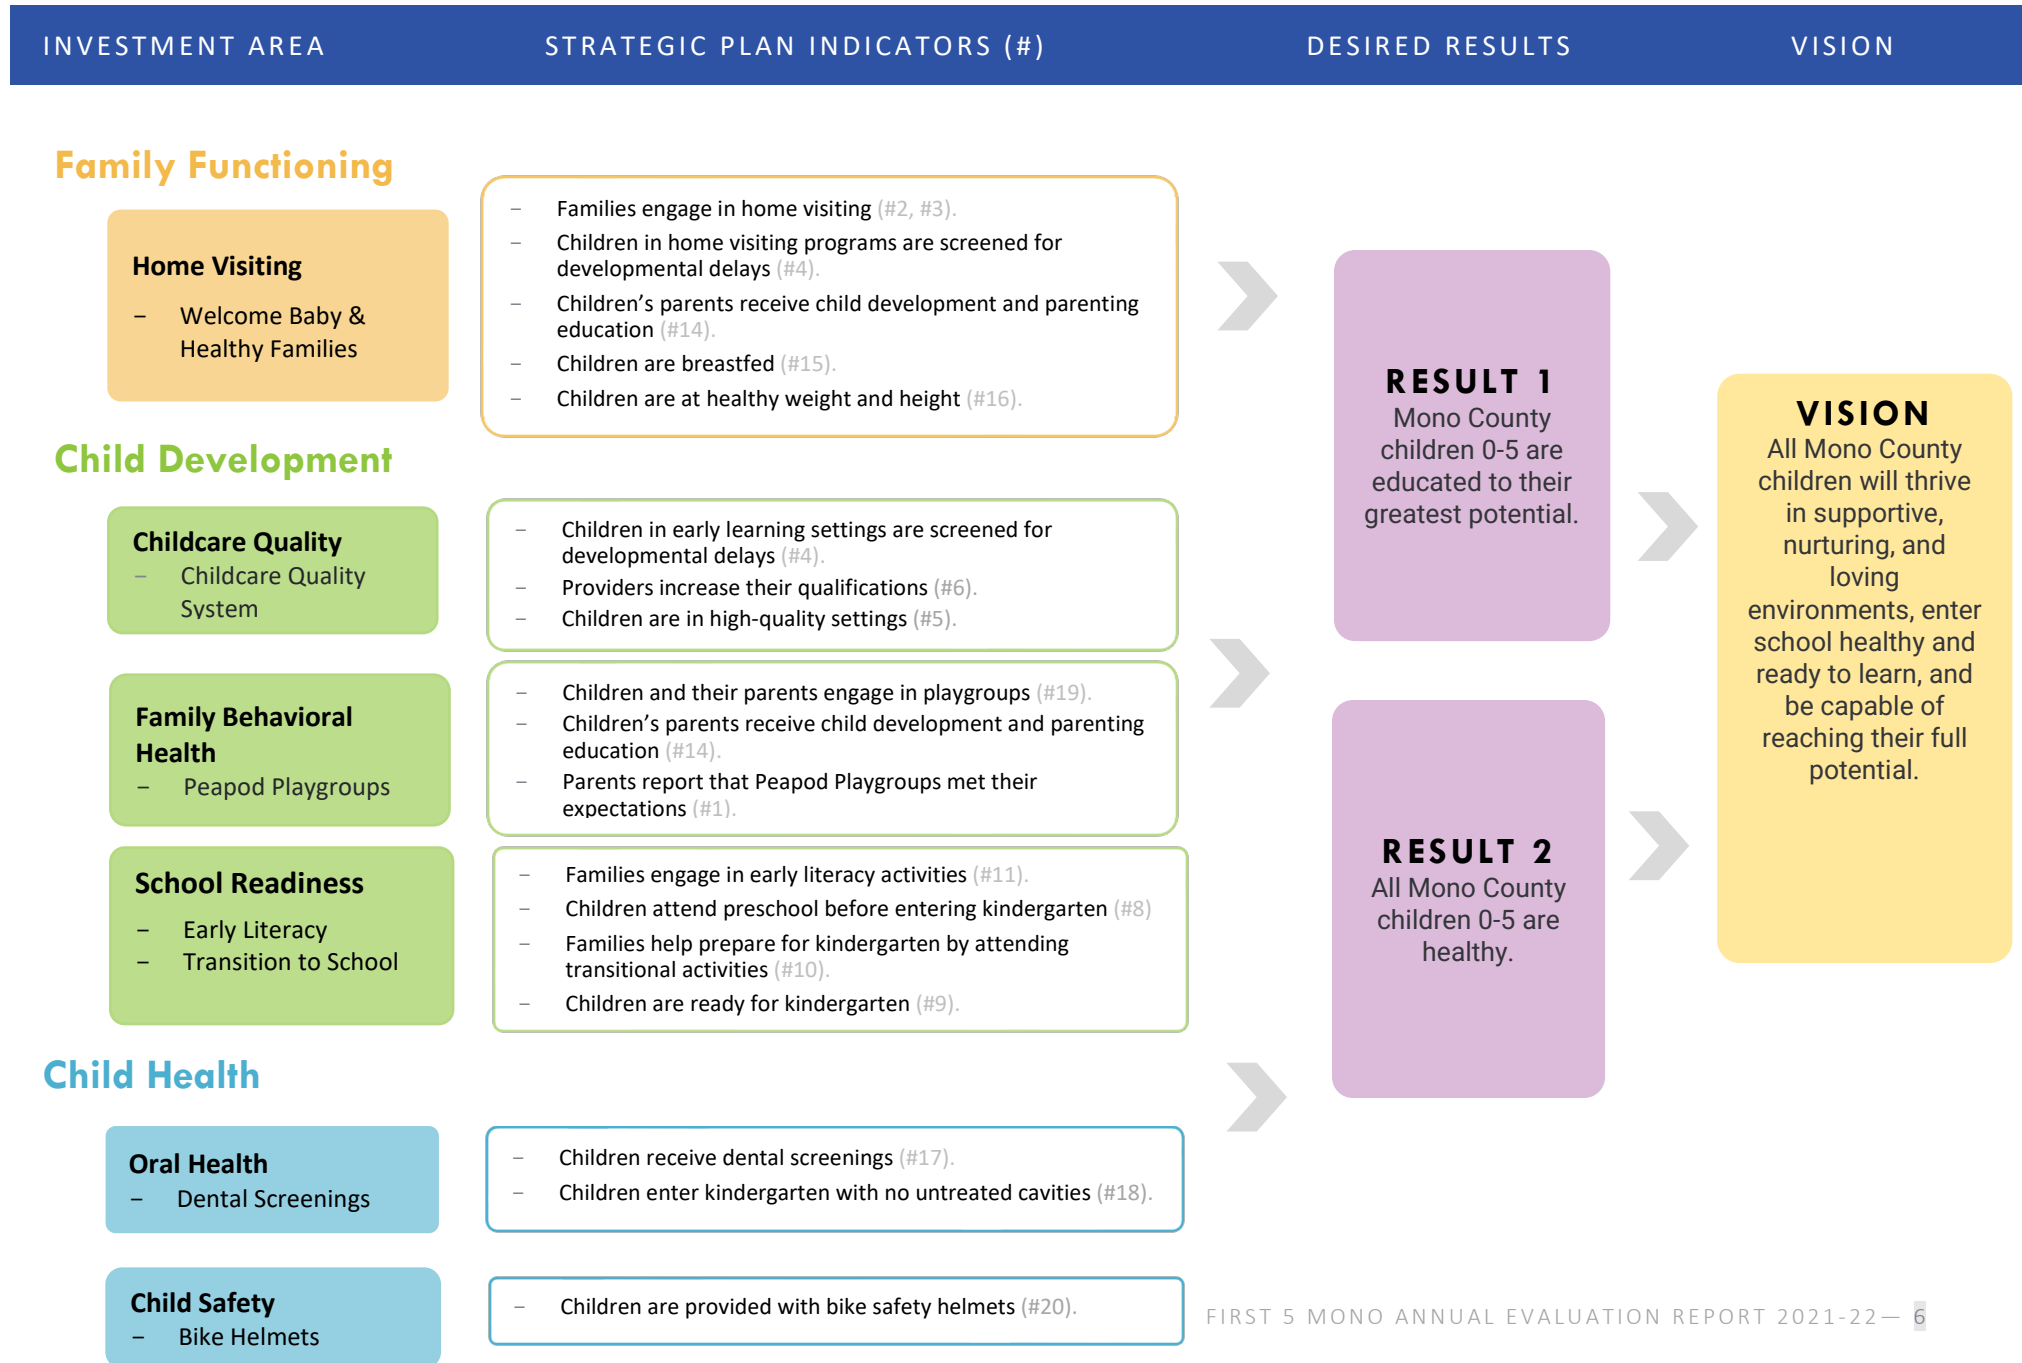 INVESTMENT AREA STRATEGIC PLAN INDICATORS (#) DESIRED RESULTS VISION
Family Functioning
Home Visiting
– Welcome Baby &
Healthy Families
– Families engage in home visiting (#2, #3).
– Children in home visiting programs are screened for
developmental delays (#4).
– Children’s parents receive child development and parenting
education (#14).
– Children are breastfed (#15).
– Children are at healthy weight and height (#16).
Child Development
Childcare Quality
– Childcare Quality
System
– Children in early learning settings are screened for
developmental delays (#4).
– Providers increase their qualifications (#6).
– Children are in high-quality settings (#5).
Family Behavioral
Health
– Peapod Playgroups
– Children and their parents engage in playgroups (#19).
– Children’s parents receive child development and parenting
education (#14).
– Parents report that Peapod Playgroups met their
expectations (#1).
School Readiness
– Early Literacy
– Transition to School
– Families engage in early literacy activities (#11).
– Children attend preschool before entering kindergarten (#8)
– Families help prepare for kindergarten by attending
transitional activities (#10).
– Children are ready for kindergarten (#9).
Child Health
Oral Health
– Dental Screenings
– Children receive dental screenings (#17).
– Children enter kindergarten with no untreated cavities (#18).
Child Safety
– Bike Helmets
– Children are provided with bike safety helmets (#20).
RESULT 1
Mono County
children 0-5 are
educated to their
greatest potential.
RESULT 2
All Mono County
children 0-5 are
healthy.
VISION
All Mono County
children will thrive
in supportive,
nurturing, and
loving
environments, enter
school healthy and
ready to learn, and
be capable of
reaching their full
potential.
FIRST 5 MONO ANNUAL EVALUATION REPORT 2021-22— 6